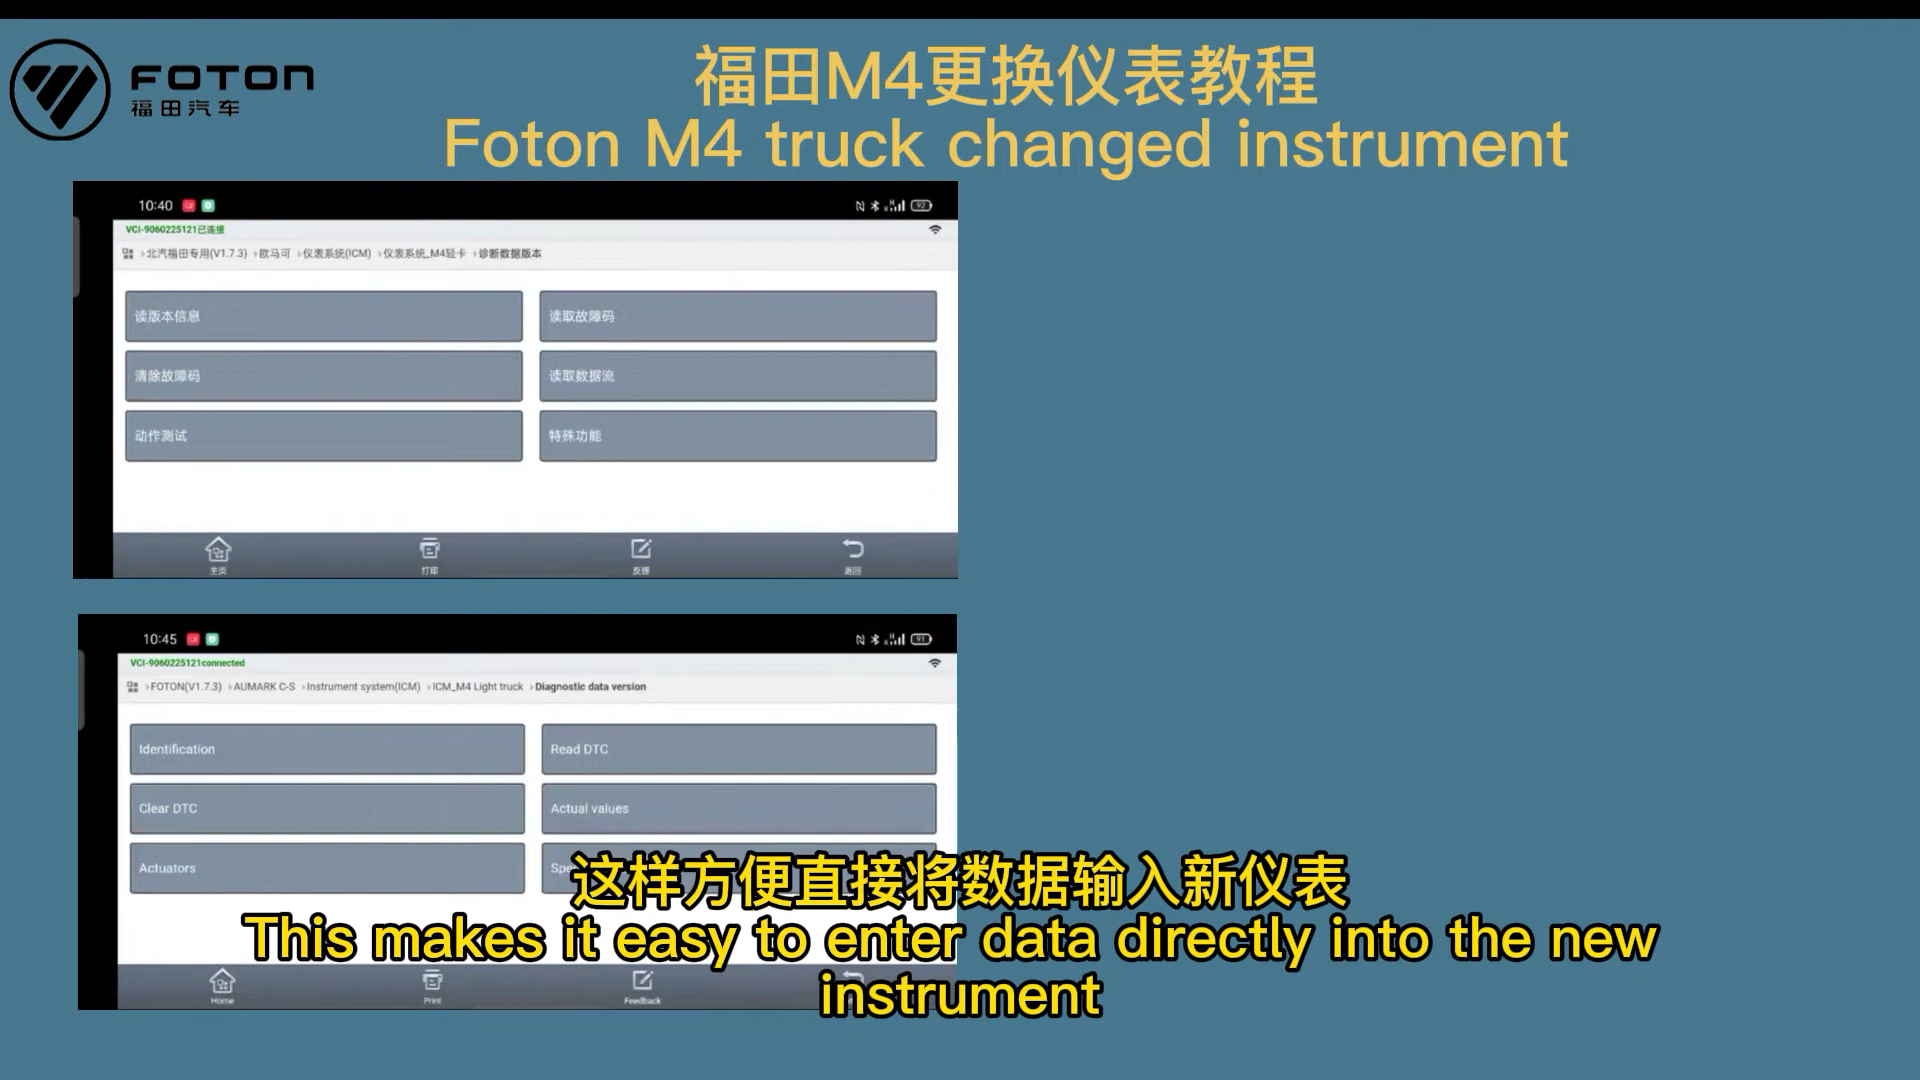 FOTON
福田汽车
福田M4更换仪表教程
Foton M4 truck changed instrument
10:40
92
VCI-9060225121已连接
北汽福田专用(V1.7.3) ›欧马可 ›仪表系统(ICM) ›仪表系统_M4轻卡 ›诊断数据版本
读版本信息
读取故障码
清除故障码
读取数据流
动作测试
特殊功能
主页
打印
反馈
返回
10:45
91
VCI-9060225121connected
›FOTON(V1.7.3) ›AUMARK C-S ›Instrument system(ICM) ›ICM_M4 Light truck ›Diagnostic data version
Identification
Read DTC
Clear DTC
Actual values
Actuators
这样方便直接将数据输入新仪表
This makes it easy to enter data directly into the new
instrument
Home
Print
Feedback